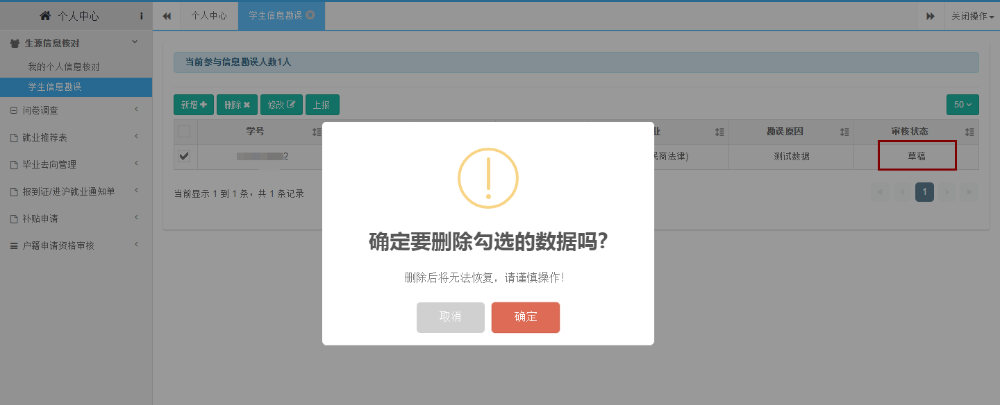 个人中心
个人中心
学生信息勘误
关闭操作
生源信息核对
我的个人信息核对
学生信息勘误
问卷调查
就业推荐表
毕业去向管理
报到证/进沪就业通知单
补贴申请
户籍申请资格审核
当前参与信息勘误人数1人
新增 删除 修改 上报
50
学号 业 勘误原因 审核状态
2 民商法律) 测试数据 草稿
当前显示 1 到 1 条，共 1 条记录
« ‹ 1 › »
确定要删除勾选的数据吗?
删除后将无法恢复，请谨慎操作!
取消 确定